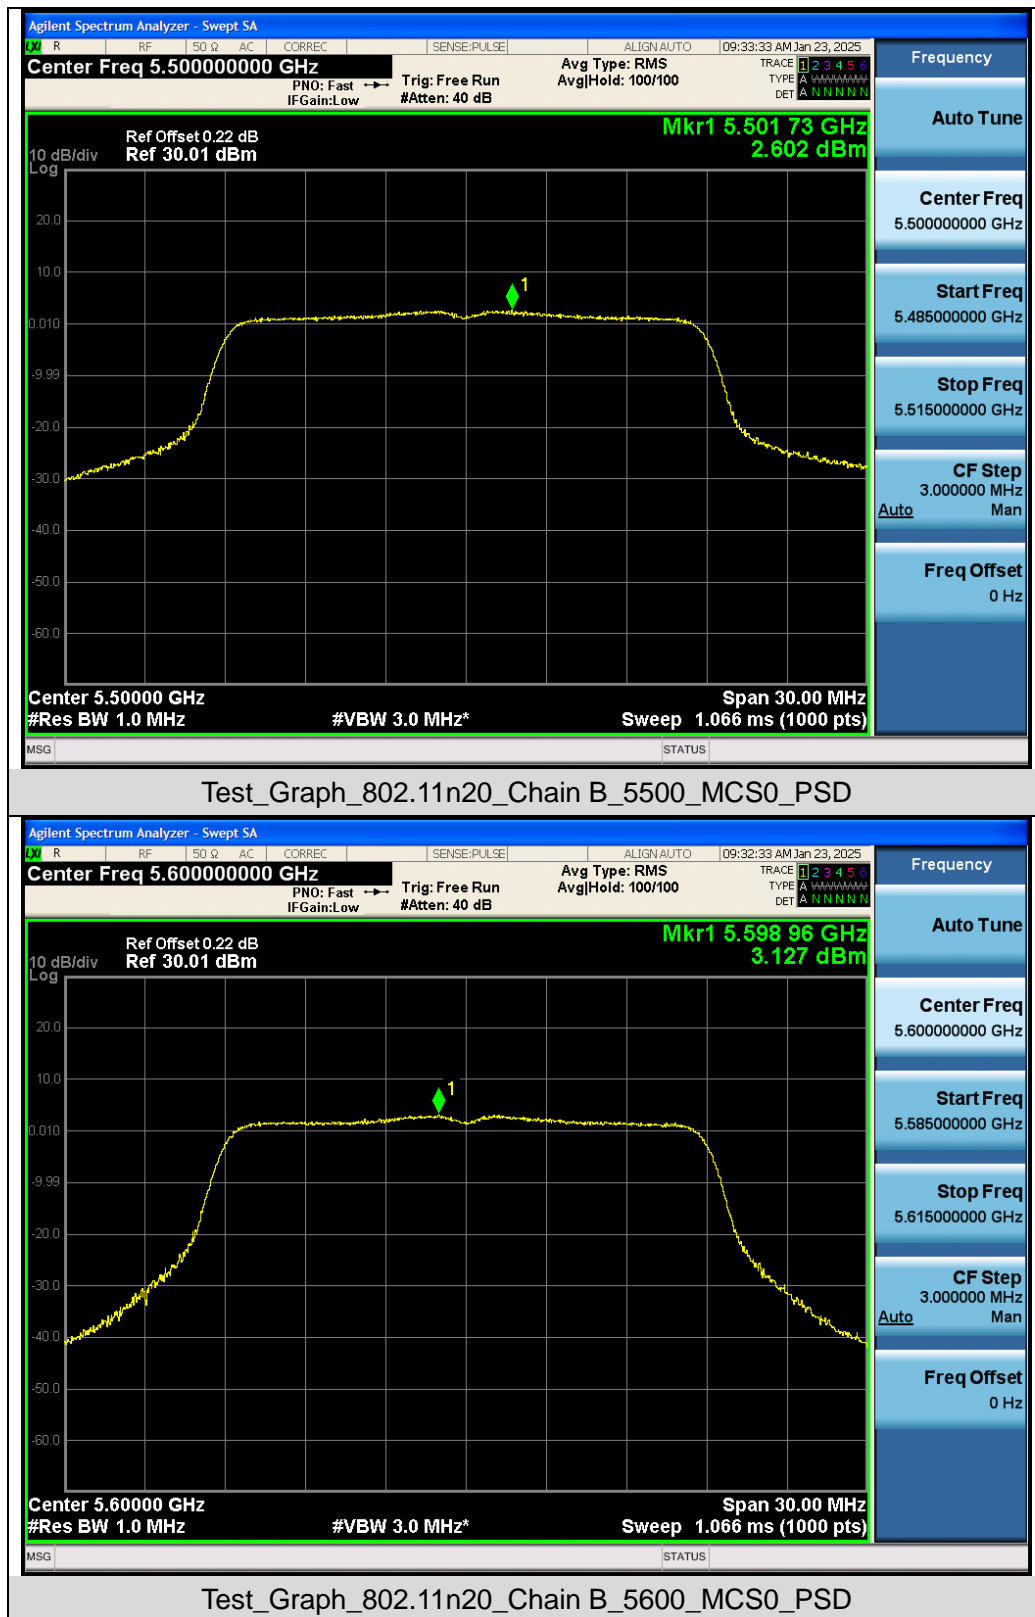 Agilent Spectrum Analyzer - Swept SA
LXI R RF 50 Ω AC CORREC SENSE:PULSE ALIGN AUTO 09:33:33 AM Jan 23, 2025
Center Freq 5.500000000 GHz
PNO: Fast
IFGain:Low
Trig: Free Run
#Atten: 40 dB
Avg Type: RMS
Avg|Hold: 100/100
TRACE 1 2 3 4 5 6
TYPE A WWWWW
DET A N N N N N
Ref Offset 0.22 dB
10 dB/div Ref 30.01 dBm
Log
Mkr1 5.501 73 GHz
2.602 dBm
1
20.0
10.0
0.010
-9.99
-20.0
-30.0
-40.0
-50.0
-60.0
Center 5.50000 GHz Span 30.00 MHz
#Res BW 1.0 MHz #VBW 3.0 MHz* Sweep 1.066 ms (1000 pts)
MSG STATUS
Frequency
Auto Tune
Center Freq
5.500000000 GHz
Start Freq
5.485000000 GHz
Stop Freq
5.515000000 GHz
CF Step
3.000000 MHz
Auto Man
Freq Offset
0 Hz
Test_Graph_802.11n20_Chain B_5500_MCS0_PSD
Agilent Spectrum Analyzer - Swept SA
LXI R RF 50 Ω AC CORREC SENSE:PULSE ALIGN AUTO 09:32:33 AM Jan 23, 2025
Center Freq 5.600000000 GHz
PNO: Fast
IFGain:Low
Trig: Free Run
#Atten: 40 dB
Avg Type: RMS
Avg|Hold: 100/100
TRACE 1 2 3 4 5 6
TYPE A WWWWW
DET A N N N N N
Ref Offset 0.22 dB
10 dB/div Ref 30.01 dBm
Log
Mkr1 5.598 96 GHz
3.127 dBm
1
20.0
10.0
0.010
-9.99
-20.0
-30.0
-40.0
-50.0
-60.0
Center 5.60000 GHz Span 30.00 MHz
#Res BW 1.0 MHz #VBW 3.0 MHz* Sweep 1.066 ms (1000 pts)
MSG STATUS
Frequency
Auto Tune
Center Freq
5.600000000 GHz
Start Freq
5.585000000 GHz
Stop Freq
5.615000000 GHz
CF Step
3.000000 MHz
Auto Man
Freq Offset
0 Hz
Test_Graph_802.11n20_Chain B_5600_MCS0_PSD